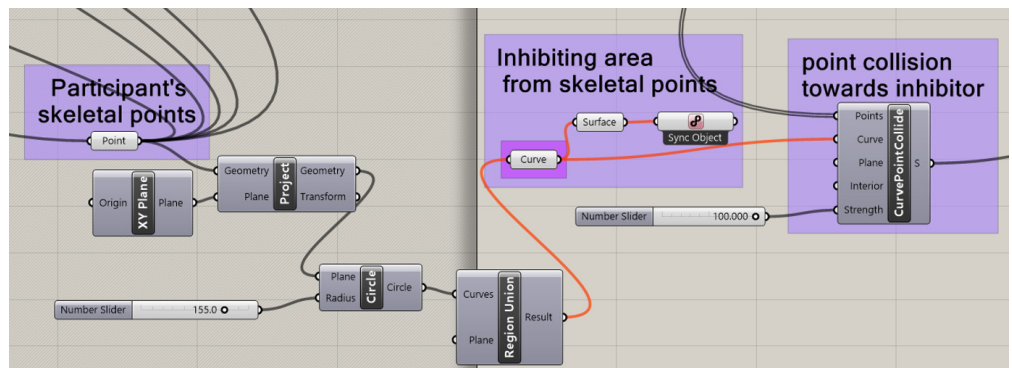 Participant's
skeletal points
Point
Origin
XY Plane
Plane
Geometry
Plane
Project
Geometry
Transform
Number Slider
155.0
Plane
Radius
Circle
Circle
Curves
Plane
Region Union
Result
Inhibiting area
from skeletal points
Curve
Surface
Sync Object
Number Slider
100.000
point collision
towards inhibitor
Points
Curve
Plane
Interior
Strength
CurvePointCollide
S